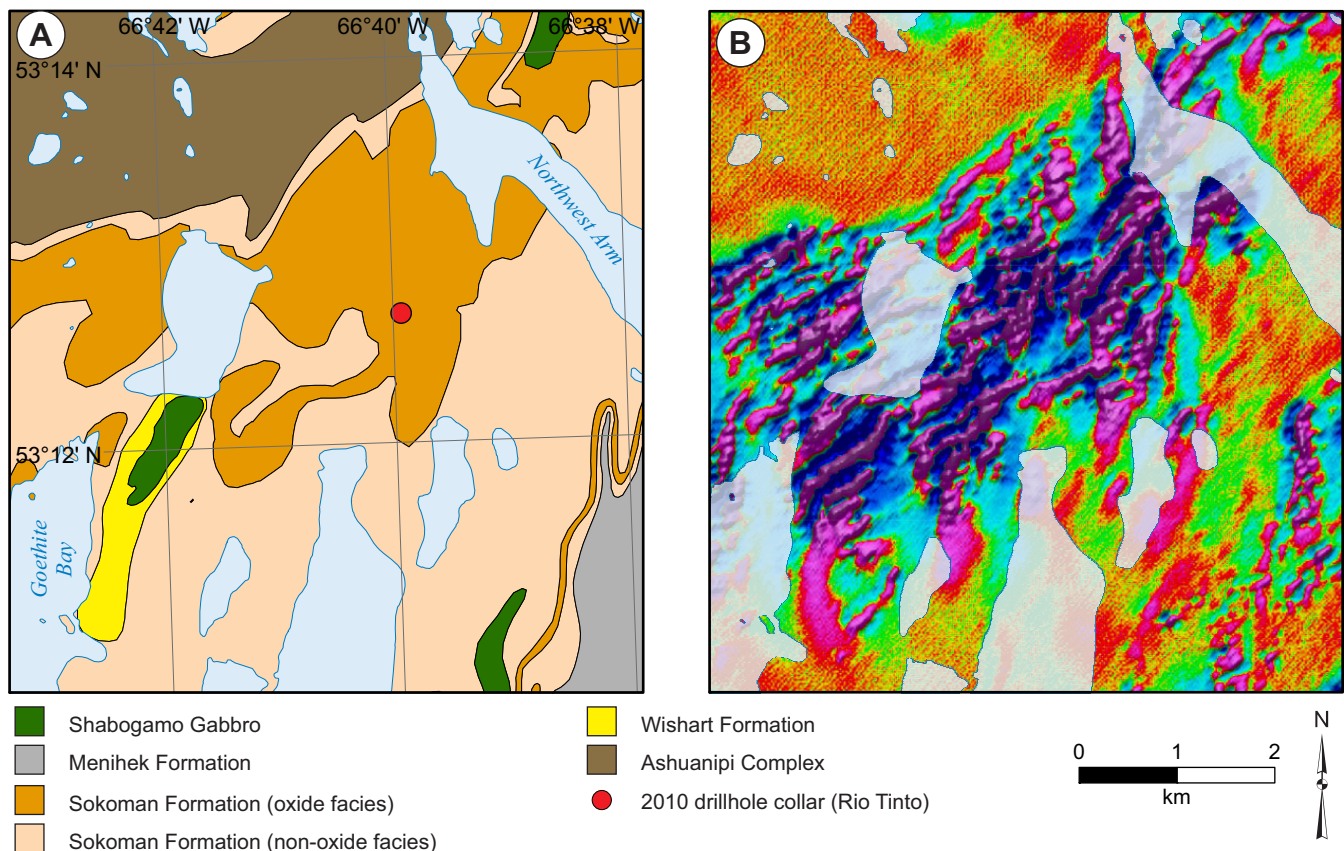 A
66°42' W
66°40' W
66°38' W
B
53°14' N
Northwest Arm
53°12' N
Goethite
Bay
Shabogamo Gabbro
Menihek Formation
Sokoman Formation (oxide facies)
Sokoman Formation (non-oxide facies)
Wishart Formation
Ashuanipi Complex
2010 drillhole collar (Rio Tinto)
0 1 2
km
N